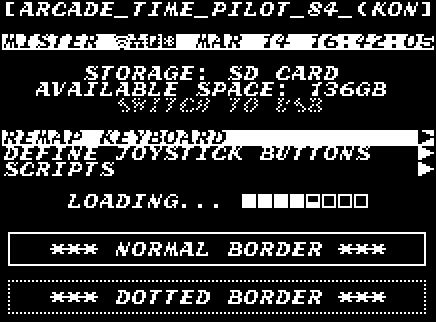 [ARCADE_TIME_PILOT_84_(KON]
MISTER MAR 14 16:42:05
STORAGE: SD CARD
AVAILABLE SPACE: 136GB
SWITCH TO USB
REMAP KEYBOARD
DEFINE JOYSTICK BUTTONS
SCRIPTS
LOADING...
*** NORMAL BORDER ***
*** DOTTED BORDER ***